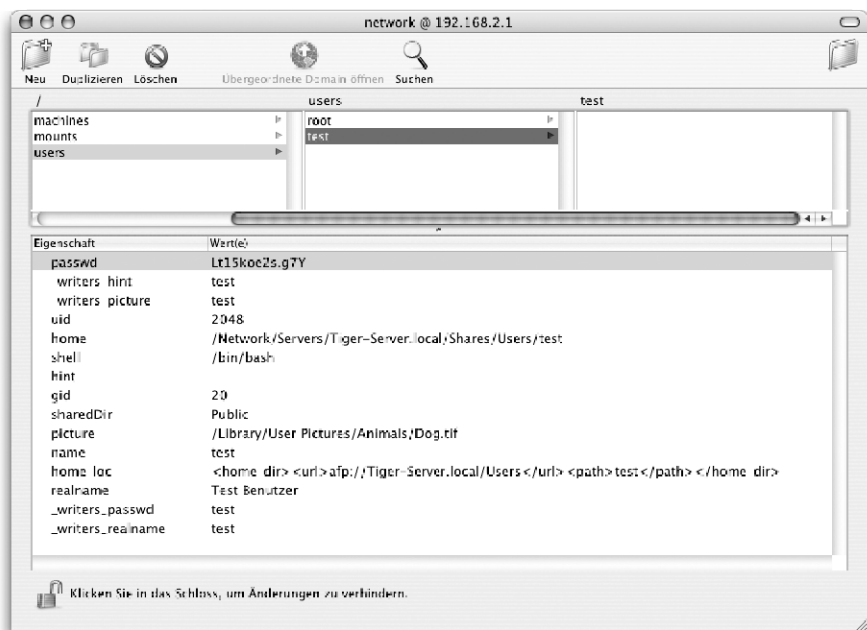 network @ 192.168.2.1
Neu Duplizieren Löschen Übergeordnete Domain öffnen Suchen
/ users test
machines root
mounts test
users
Eigenschaft Wert(e)
passwd Lt15koe2s.g7Y
_writers_hint test
_writers_picture test
uid 2048
home /Network/Servers/Tiger-Server.local/Shares/Users/test
shell /bin/bash
hint
gid 20
sharedDir Public
picture /Library/User Pictures/Animals/Dog.tif
name test
home_loc <home_dir><url>afp://Tiger-Server.local/Users</url><path>test</path></home_dir>
realname Test Benutzer
_writers_passwd test
_writers_realname test
Klicken Sie in das Schloss, um Änderungen zu verhindern.